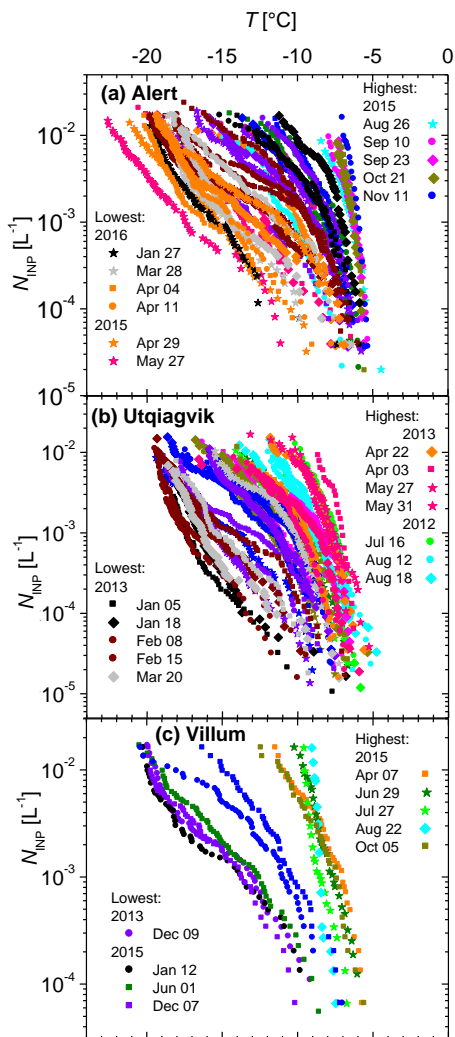 T [°C]
-20 -15 -10 -5 0
(a) Alert
Highest:
2015
Aug 26
Sep 10
Sep 23
Oct 21
Nov 11
Lowest:
2016
Jan 27
Mar 28
Apr 04
Apr 11
2015
Apr 29
May 27
N_INP [L⁻¹]
10⁻²
10⁻³
10⁻⁴
10⁻⁵
(b) Utqiagvik
Highest:
2013
Apr 22
Apr 03
May 27
May 31
2012
Jul 16
Aug 12
Aug 18
Lowest:
2013
Jan 05
Jan 18
Feb 08
Feb 15
Mar 20
N_INP [L⁻¹]
10⁻²
10⁻³
10⁻⁴
10⁻⁵
(c) Villum
Highest:
2015
Apr 07
Jun 29
Jul 27
Aug 22
Oct 05
Lowest:
2013
Dec 09
2015
Jan 12
Jun 01
Dec 07
N_INP [L⁻¹]
10⁻²
10⁻³
10⁻⁴